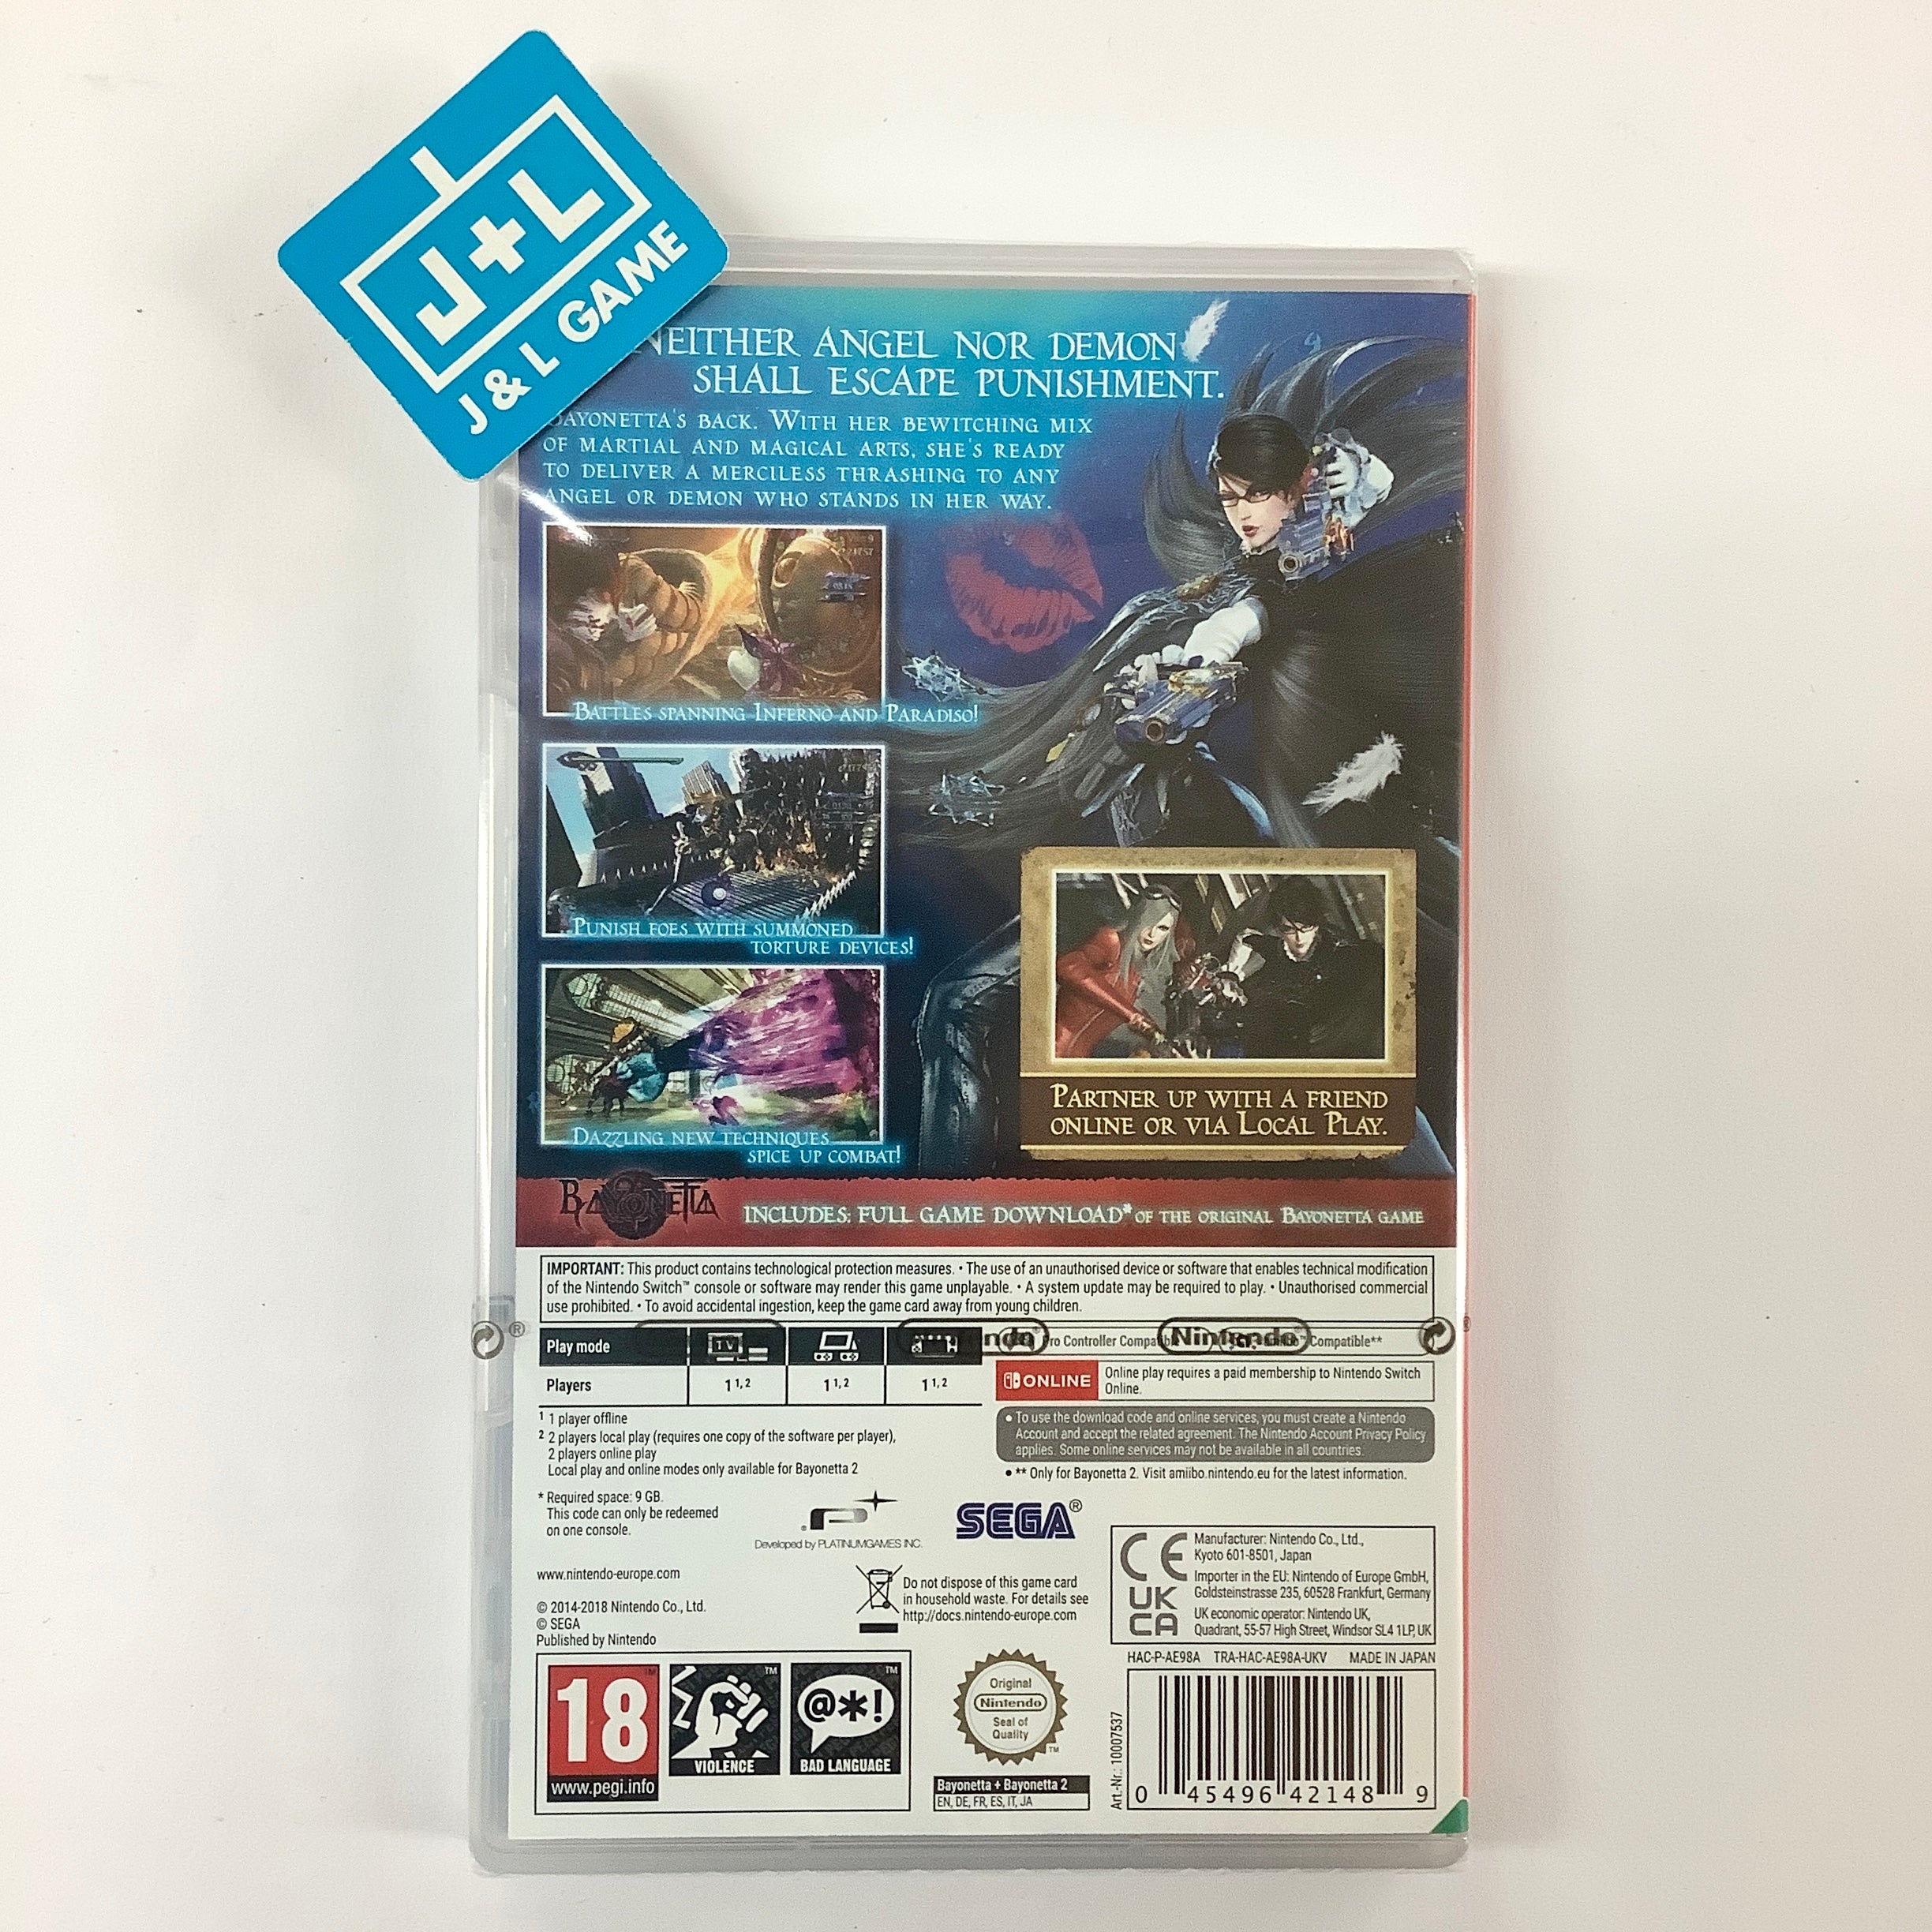 J+L
J & L GAME
NEITHER ANGEL NOR DEMON
SHALL ESCAPE PUNISHMENT.
BAYONETTA'S BACK. WITH HER BEWITCHING MIX
OF MARTIAL AND MAGICAL ARTS, SHE'S READY
TO DELIVER A MERCILESS THRASHING TO ANY
ANGEL OR DEMON WHO STANDS IN HER WAY.
BATTLES SPANNING INFERNO AND PARADISO!
PUNISH FOES WITH SUMMONED
TORTURE DEVICES!
DAZZLING NEW TECHNIQUES
SPICE UP COMBAT!
PARTNER UP WITH A FRIEND
ONLINE OR VIA LOCAL PLAY.
BAYONETTA
INCLUDES: FULL GAME DOWNLOAD* OF THE ORIGINAL BAYONETTA GAME
IMPORTANT: This product contains technological protection measures. • The use of an unauthorised device or software that enables technical modification
of the Nintendo Switch™ console or software may render this game unplayable. • A system update may be required to play. • Unauthorised commercial
use prohibited. • To avoid accidental ingestion, keep the game card away from young children.
Play mode TV
Pro Controller Nintendo Compatible**
Players 1 1,2 1 1,2 1 1,2
ONLINE
Online play requires a paid membership to Nintendo Switch
Online.
1 1 player offline
2 2 players local play (requires one copy of the software per player),
2 players online play
Local play and online modes only available for Bayonetta 2
• To use the download code and online services, you must create a Nintendo
Account and accept the related agreement. The Nintendo Account Privacy Policy
applies. Some online services may not be available in all countries.
• ** Only for Bayonetta 2. Visit amiibo.nintendo.eu for the latest information.
* Required space: 9 GB.
This code can only be redeemed
on one console.
Developed by PLATINUMGAMES INC.
SEGA®
www.nintendo-europe.com
© 2014-2018 Nintendo Co., Ltd.
© SEGA
Published by Nintendo
Do not dispose of this game card
in household waste. For details see
http://docs.nintendo-europe.com
CE
UK
CA
Manufacturer: Nintendo Co., Ltd.,
Kyoto 601-8501, Japan
Importer in the EU: Nintendo of Europe GmbH,
Goldsteinstrasse 235, 60528 Frankfurt, Germany
UK economic operator: Nintendo UK,
Quadrant, 55-57 High Street, Windsor SL4 1LP, UK
HAC-P-AE98A TRA-HAC-AE98A-UKV MADE IN JAPAN
18
www.pegi.info
VIOLENCE
@*!
BAD LANGUAGE
Original
Nintendo
Seal of
Quality
Bayonetta + Bayonetta 2
EN, DE, FR, ES, IT, JA
Art.-Nr.: 10007537
0 45496 42148 9